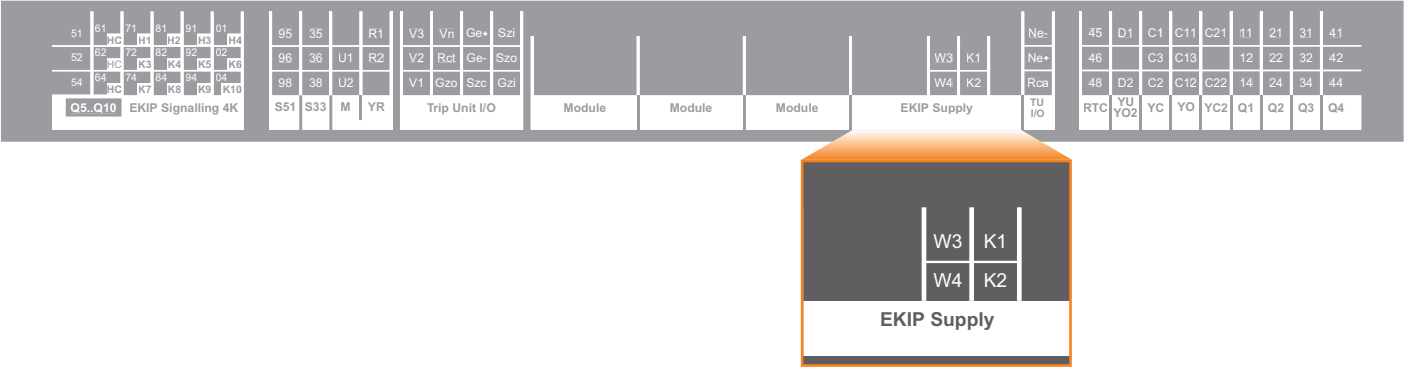 61 71 81 91 01
51 HC H1 H2 H3 H4 95 35 R1 V3 Vn Ge+ Szi Ne- 45 D1 C1 C11 C21 11 21 31 41
62 72 82 92 02
52 HC K3 K4 K5 K6 96 36 U1 R2 V2 Rct Ge- Szo W3 K1 Ne+ 46 C3 C13 12 22 32 42
64 74 84 94 04
54 HC K7 K8 K9 K10 98 38 U2 V1 Gzo Szc Gzi W4 K2 Rca 48 D2 C2 C12 C22 14 24 34 44
Q5..Q10 EKIP Signalling 4K S51 S33 M YR Trip Unit I/O Module Module Module EKIP Supply TU I/O RTC YU YO2 YC YO YC2 Q1 Q2 Q3 Q4
W3 K1
W4 K2
EKIP Supply